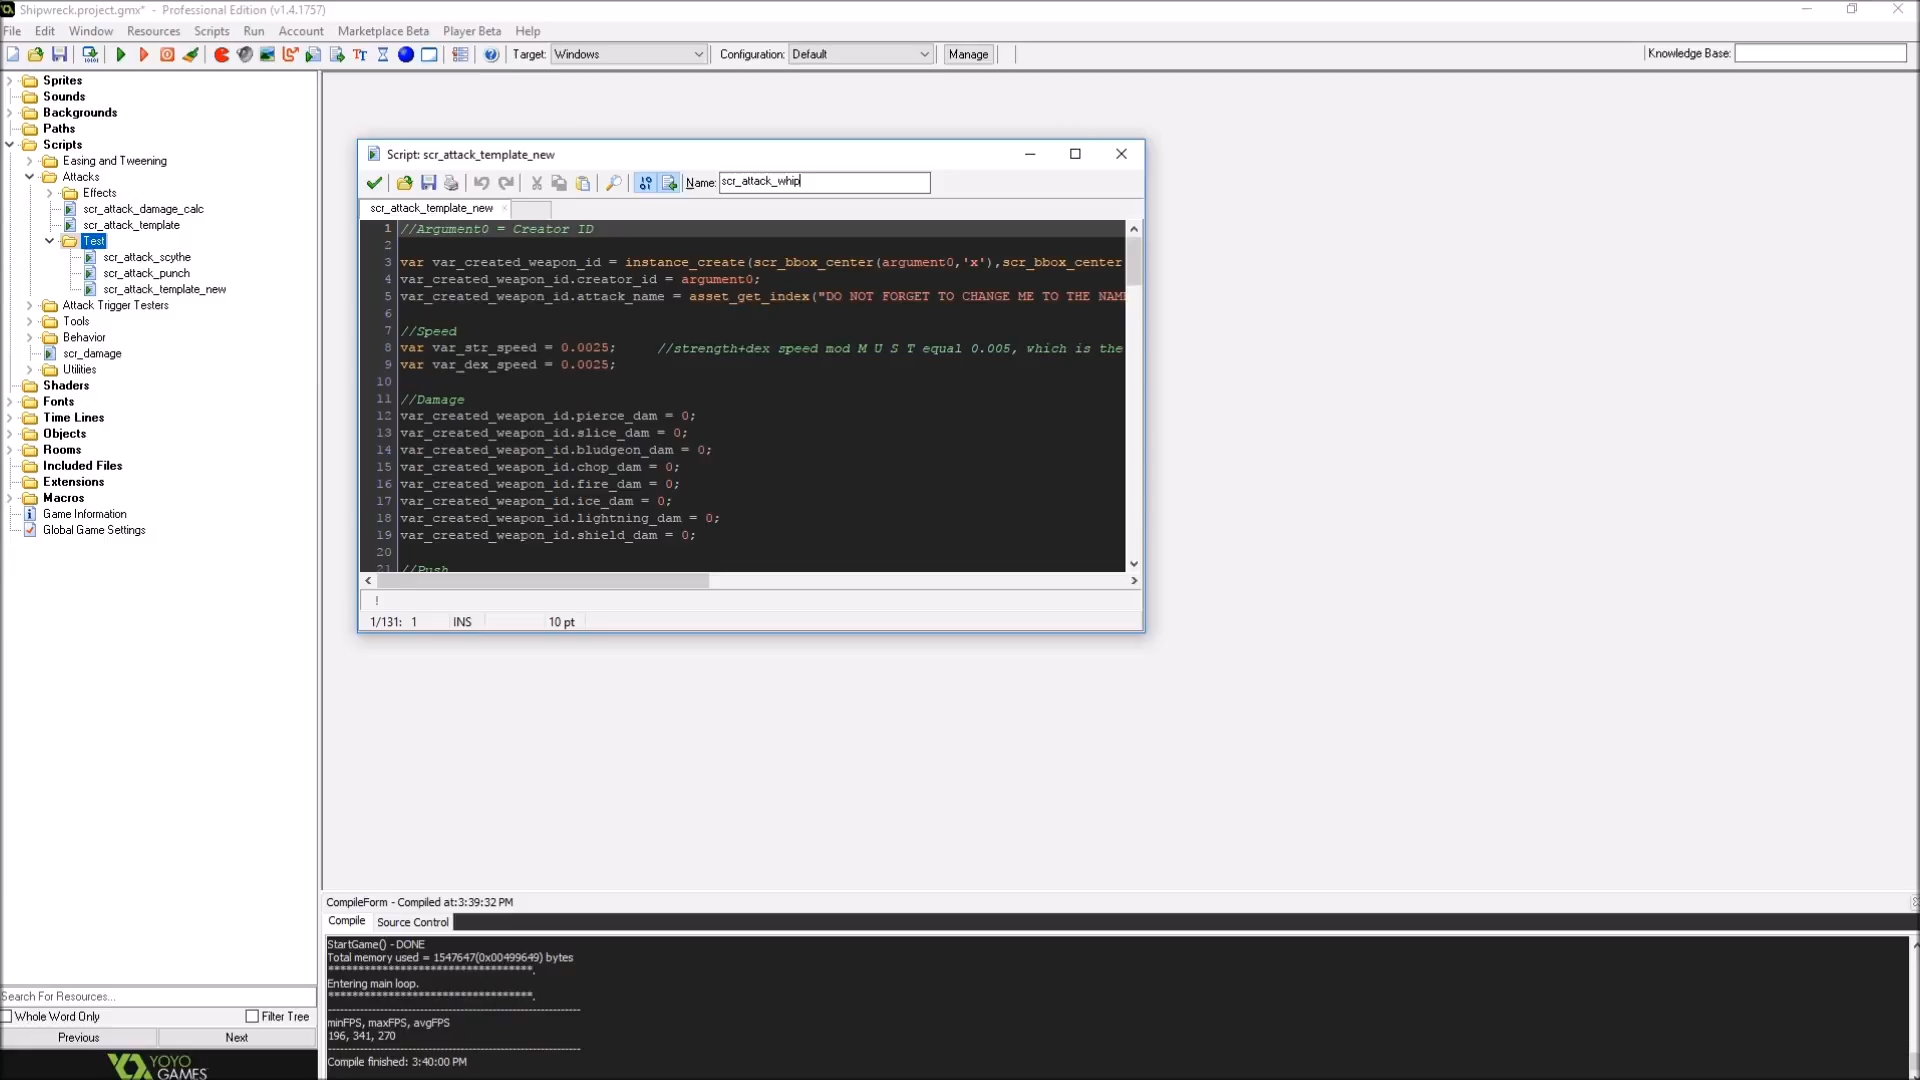 Shipwreck.project.gmx* - Professional Edition (v1.4.1757)
File Edit Window Resources Scripts Run Account Marketplace Beta Player Beta Help
Target: Windows Configuration: Default Manage Knowledge Base:
Sprites
Sounds
Backgrounds
Paths
Scripts
Easing and Tweening
Attacks
Effects
scr_attack_damage_calc
scr_attack_template
Test
scr_attack_scythe
scr_attack_punch
scr_attack_template_new
Attack Trigger Testers
Tools
Behavior
scr_damage
Utilities
Shaders
Fonts
Time Lines
Objects
Rooms
Included Files
Extensions
Macros
Game Information
Global Game Settings
Search For Resources...
Whole Word Only Filter Tree
Previous Next
YOYO
GAMES
Script: scr_attack_template_new
Name: scr_attack_whip
scr_attack_template_new
1 //Argument0 = Creator ID
2
3 var var_created_weapon_id = instance_create(scr_bbox_center(argument0,'x'),scr_bbox_center
4 var_created_weapon_id.creator_id = argument0;
5 var_created_weapon_id.attack_name = asset_get_index("DO NOT FORGET TO CHANGE ME TO THE NAME
6
7 //Speed
8 var var_str_speed = 0.0025; //strength+dex speed mod M U S T equal 0.005, which is the
9 var var_dex_speed = 0.0025;
10
11 //Damage
12 var_created_weapon_id.pierce_dam = 0;
13 var_created_weapon_id.slice_dam = 0;
14 var_created_weapon_id.bludgeon_dam = 0;
15 var_created_weapon_id.chop_dam = 0;
16 var_created_weapon_id.fire_dam = 0;
17 var_created_weapon_id.ice_dam = 0;
18 var_created_weapon_id.lightning_dam = 0;
19 var_created_weapon_id.shield_dam = 0;
20
21 //Push
!
1/131: 1 INS 10 pt
CompileForm - Compiled at:3:39:32 PM
Compile Source Control
StartGame() - DONE
Total memory used = 1547647(0x00499649) bytes
***********************************.
Entering main loop.
***********************************.
minFPS, maxFPS, avgFPS
196, 341, 270
Compile finished: 3:40:00 PM